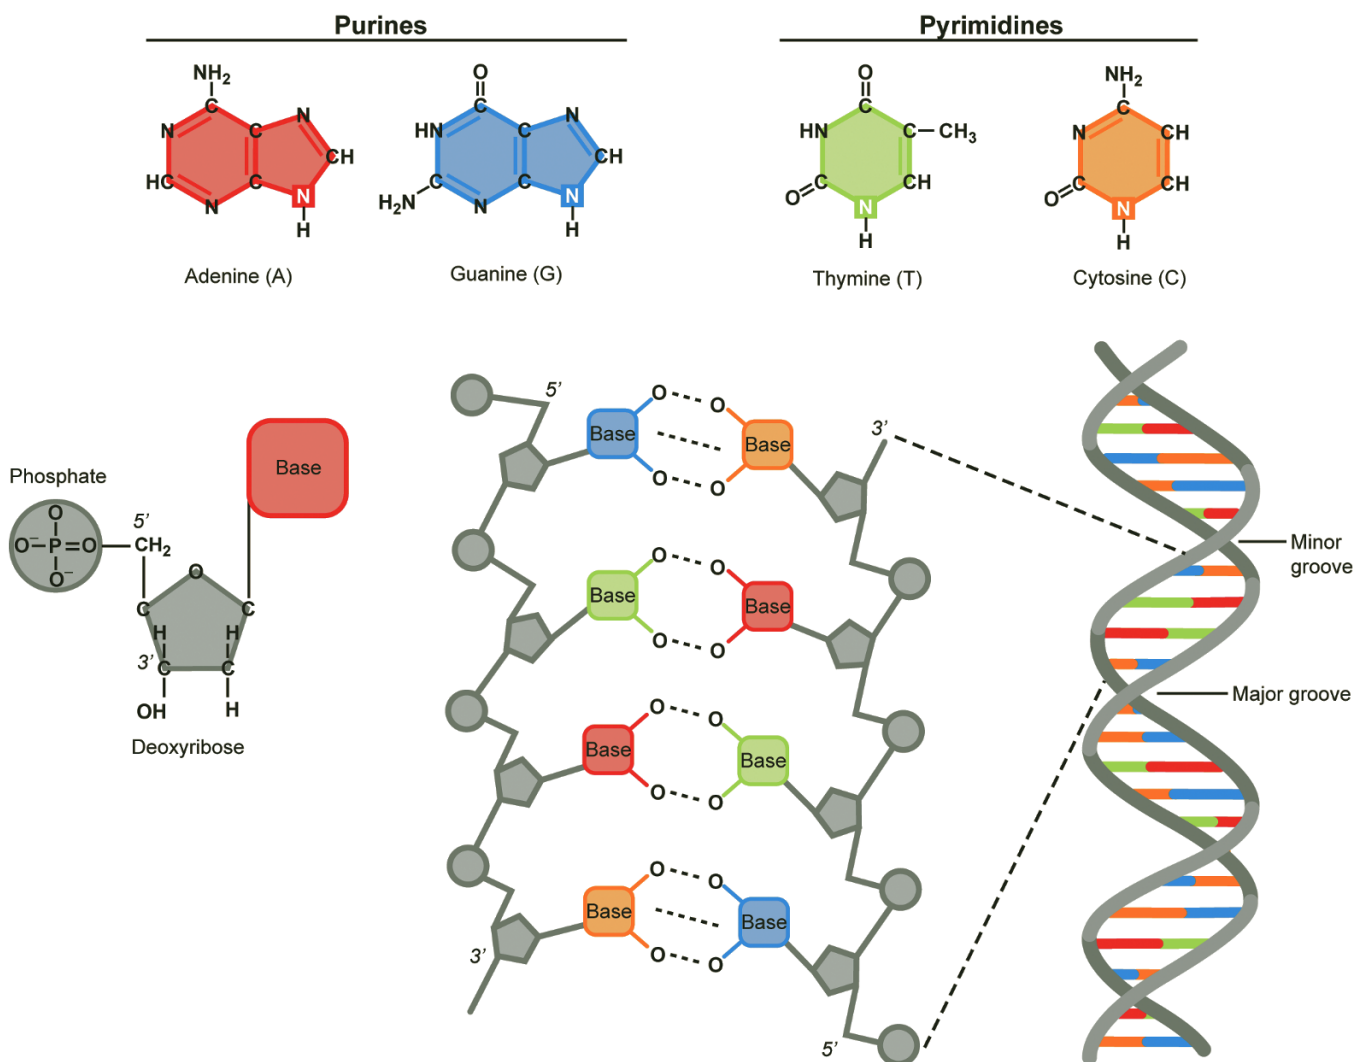 Purines
Pyrimidines
NH2
N
C
C
N
HC
N
C
N
CH
H
Adenine (A)
O
C
HN
C
N
C
H2N
N
C
N
CH
H
Guanine (G)
O
C
HN
C
CH3
O
C
CH
N
H
Thymine (T)
NH2
C
N
CH
O
C
CH
N
H
Cytosine (C)
Phosphate
O
O− P=O
O−
5’
CH2
Base
O
C
C
H
H
3’
C
C
OH
H
Deoxyribose
5’
Base
O
O
Base
O
O
3’
Base
O
O
Base
O
O
Base
O
O
Base
O
O
Base
O
O
Base
O
O
3’
5’
Minor
groove
Major groove